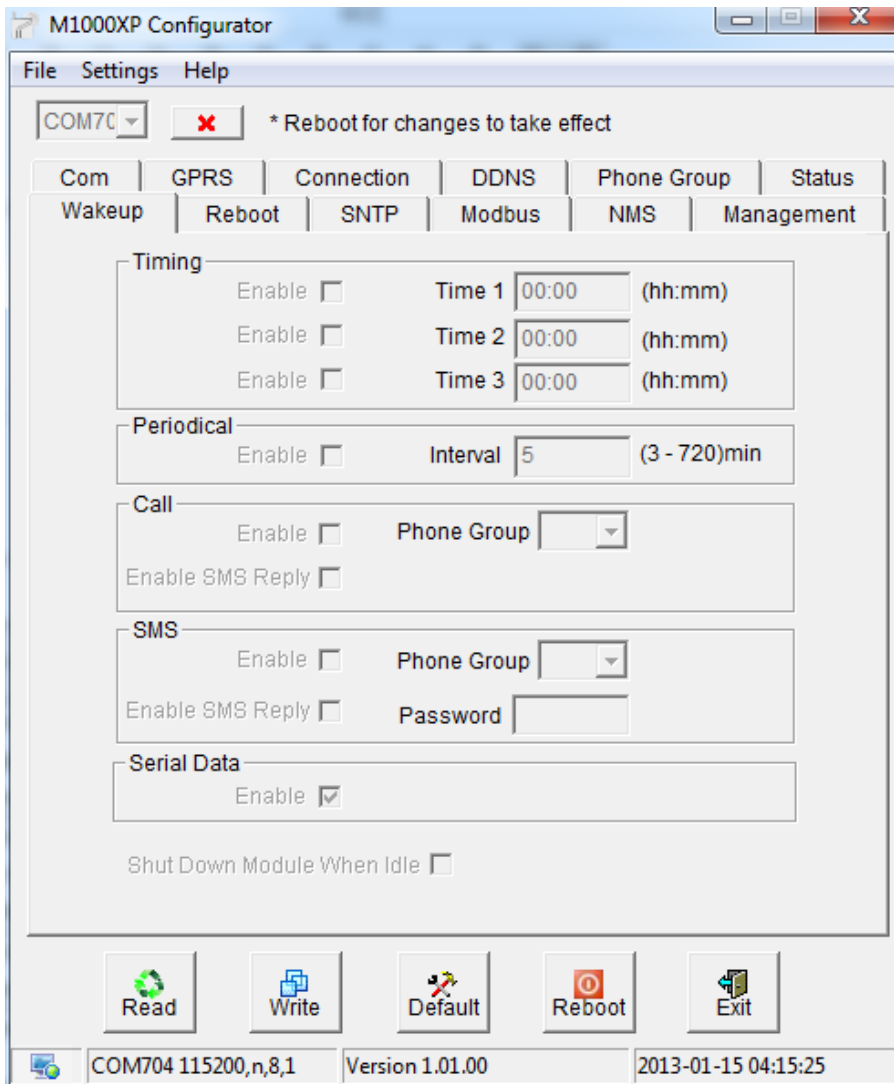 M1000XP Configurator
File Settings Help
COM70 * Reboot for changes to take effect
Com GPRS Connection DDNS Phone Group Status
Wakeup Reboot SNTP Modbus NMS Management
Timing
Enable Time 1 00:00 (hh:mm)
Enable Time 2 00:00 (hh:mm)
Enable Time 3 00:00 (hh:mm)
Periodical
Enable Interval 5 (3 - 720)min
Call
Enable Phone Group
Enable SMS Reply
SMS
Enable Phone Group
Enable SMS Reply Password
Serial Data
Enable
Shut Down Module When Idle
Read Write Default Reboot Exit
COM704 115200,n,8,1 Version 1.01.00 2013-01-15 04:15:25